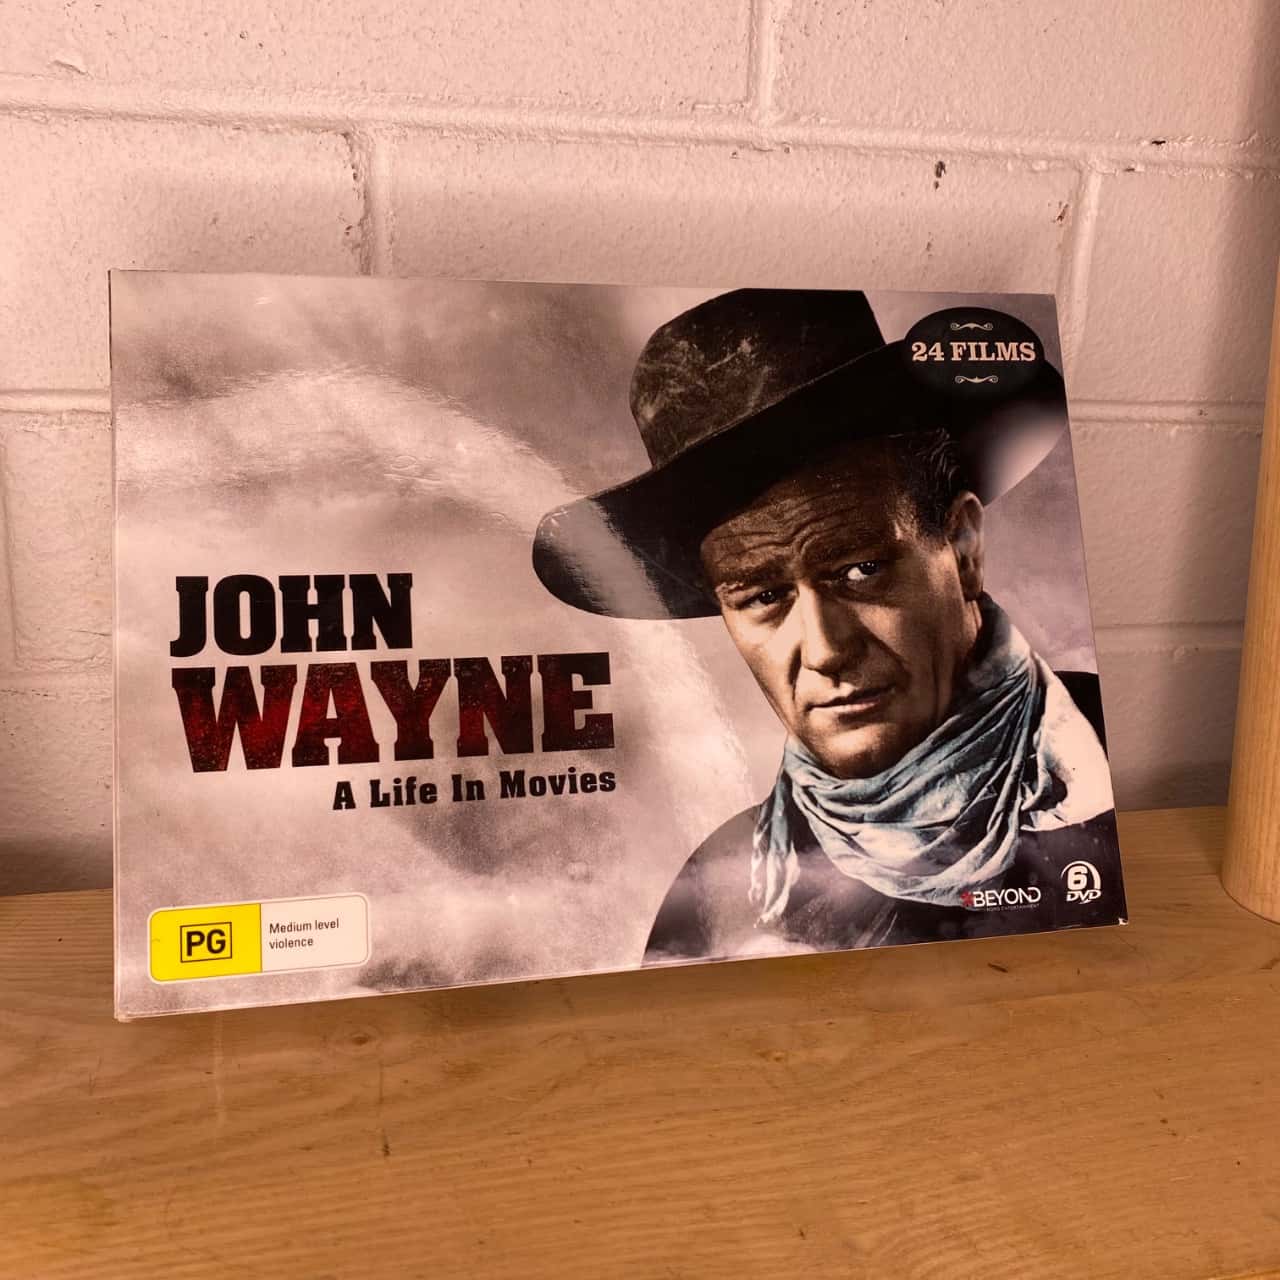 24 FILMS
JOHN
WAYNE
A Life In Movies
PG
Medium level
violence
BEYOND
6
DVD